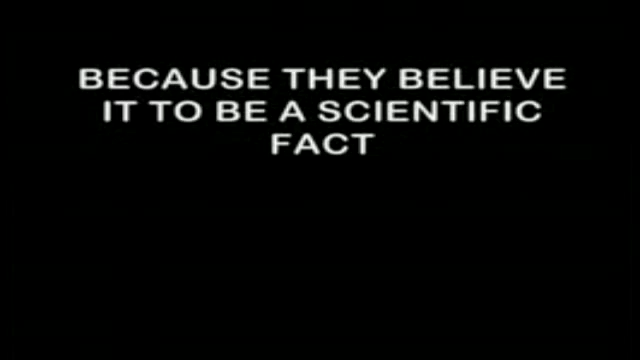 BECAUSE THEY BELIEVE
IT TO BE A SCIENTIFIC
FACT